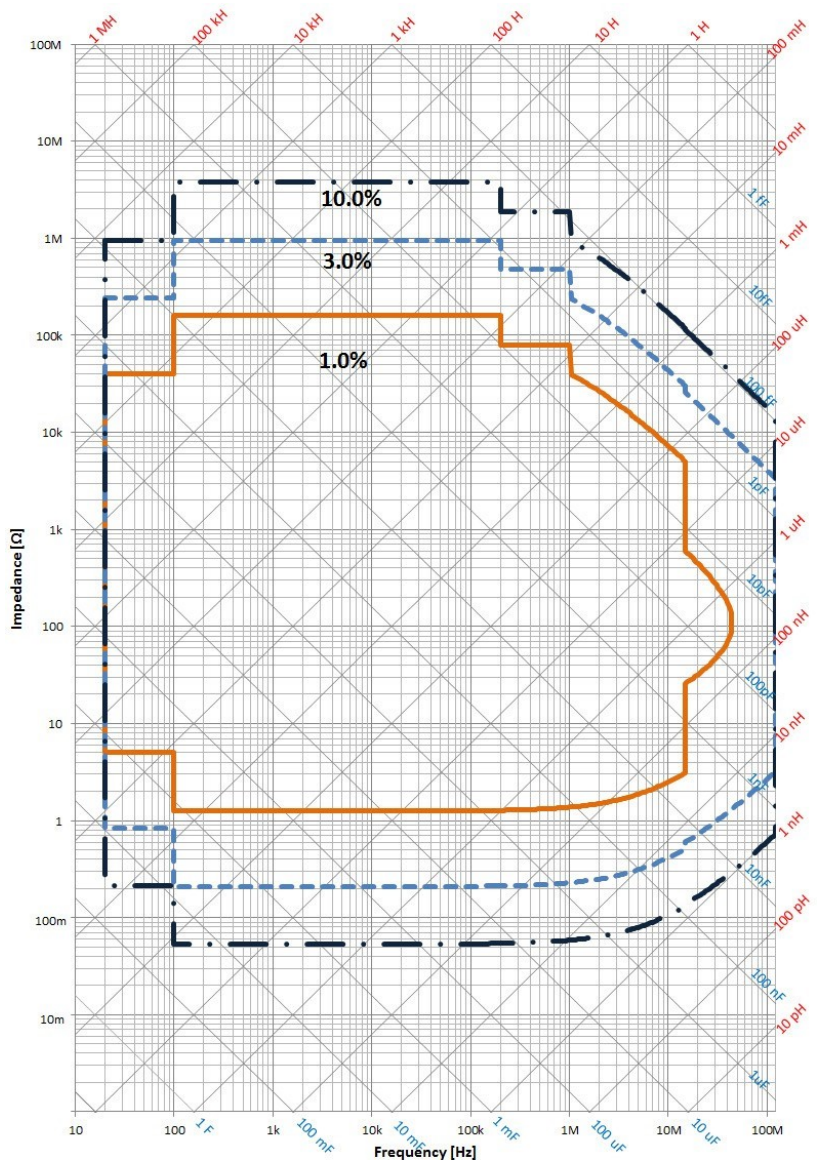 1 MH
100 kH
10 kH
1 kH
100 H
10 H
1 H
100 mH
100M
10M
10 mH
1 fF
10.0%
1M
1 mH
3.0%
10fF
100k
100 uH
1.0%
100 fF
10k
10 uH
1pF
1k
1 uH
Impedance [Ω]
10pF
100
100 nH
100pF
10
10 nH
1nF
1
1 nH
10nF
100m
100 pH
100 nF
10m
10 pH
1uF
10
100
1 F
1k
100 mF
10k
10 mF
100k
1 mF
1M
100 uF
10M
10 uF
100M
Frequency [Hz]